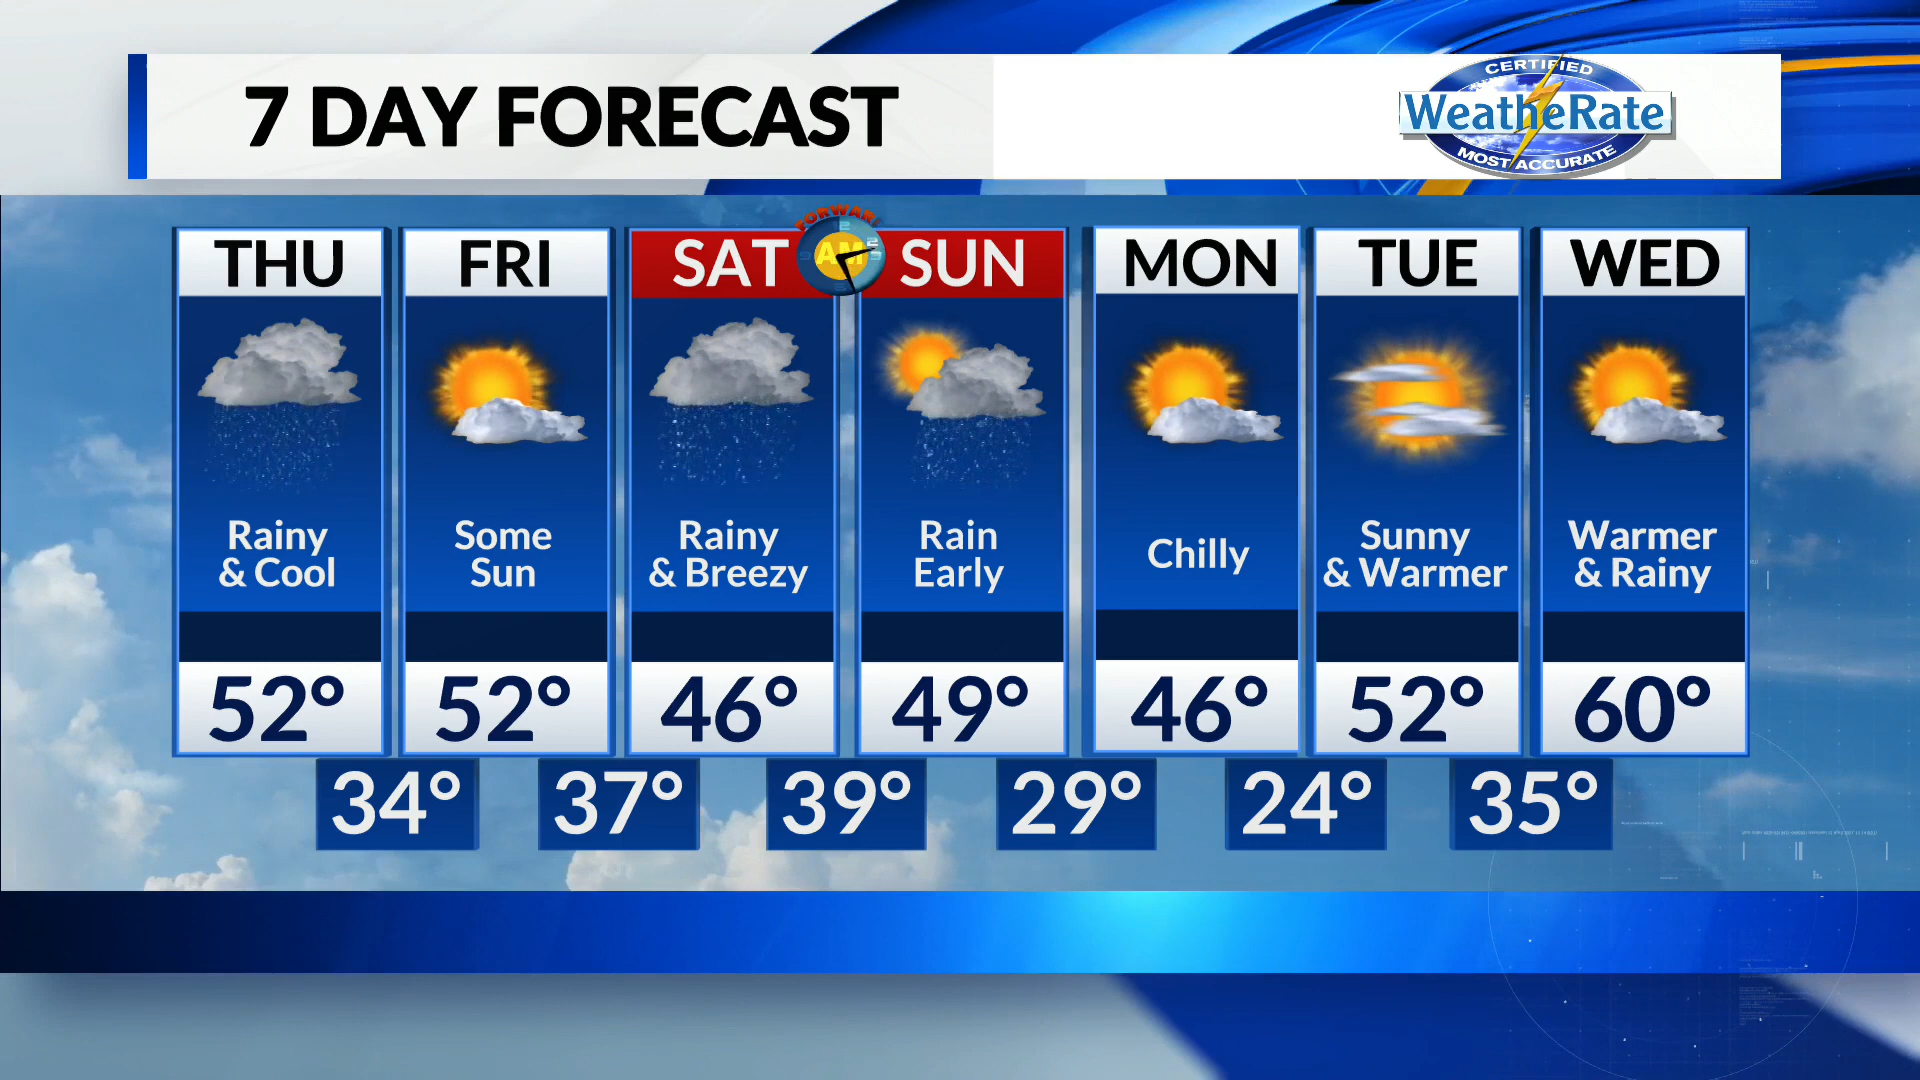 7 DAY FORECAST
CERTIFIED
WeatheRate
MOST ACCURATE
THU
FRI
SAT
FORWARD
AM
SUN
MON
TUE
WED
Rainy
& Cool
Some
Sun
Rainy
& Breezy
Rain
Early
Chilly
Sunny
& Warmer
Warmer
& Rainy
52°
52°
46°
49°
46°
52°
60°
34°
37°
39°
29°
24°
35°